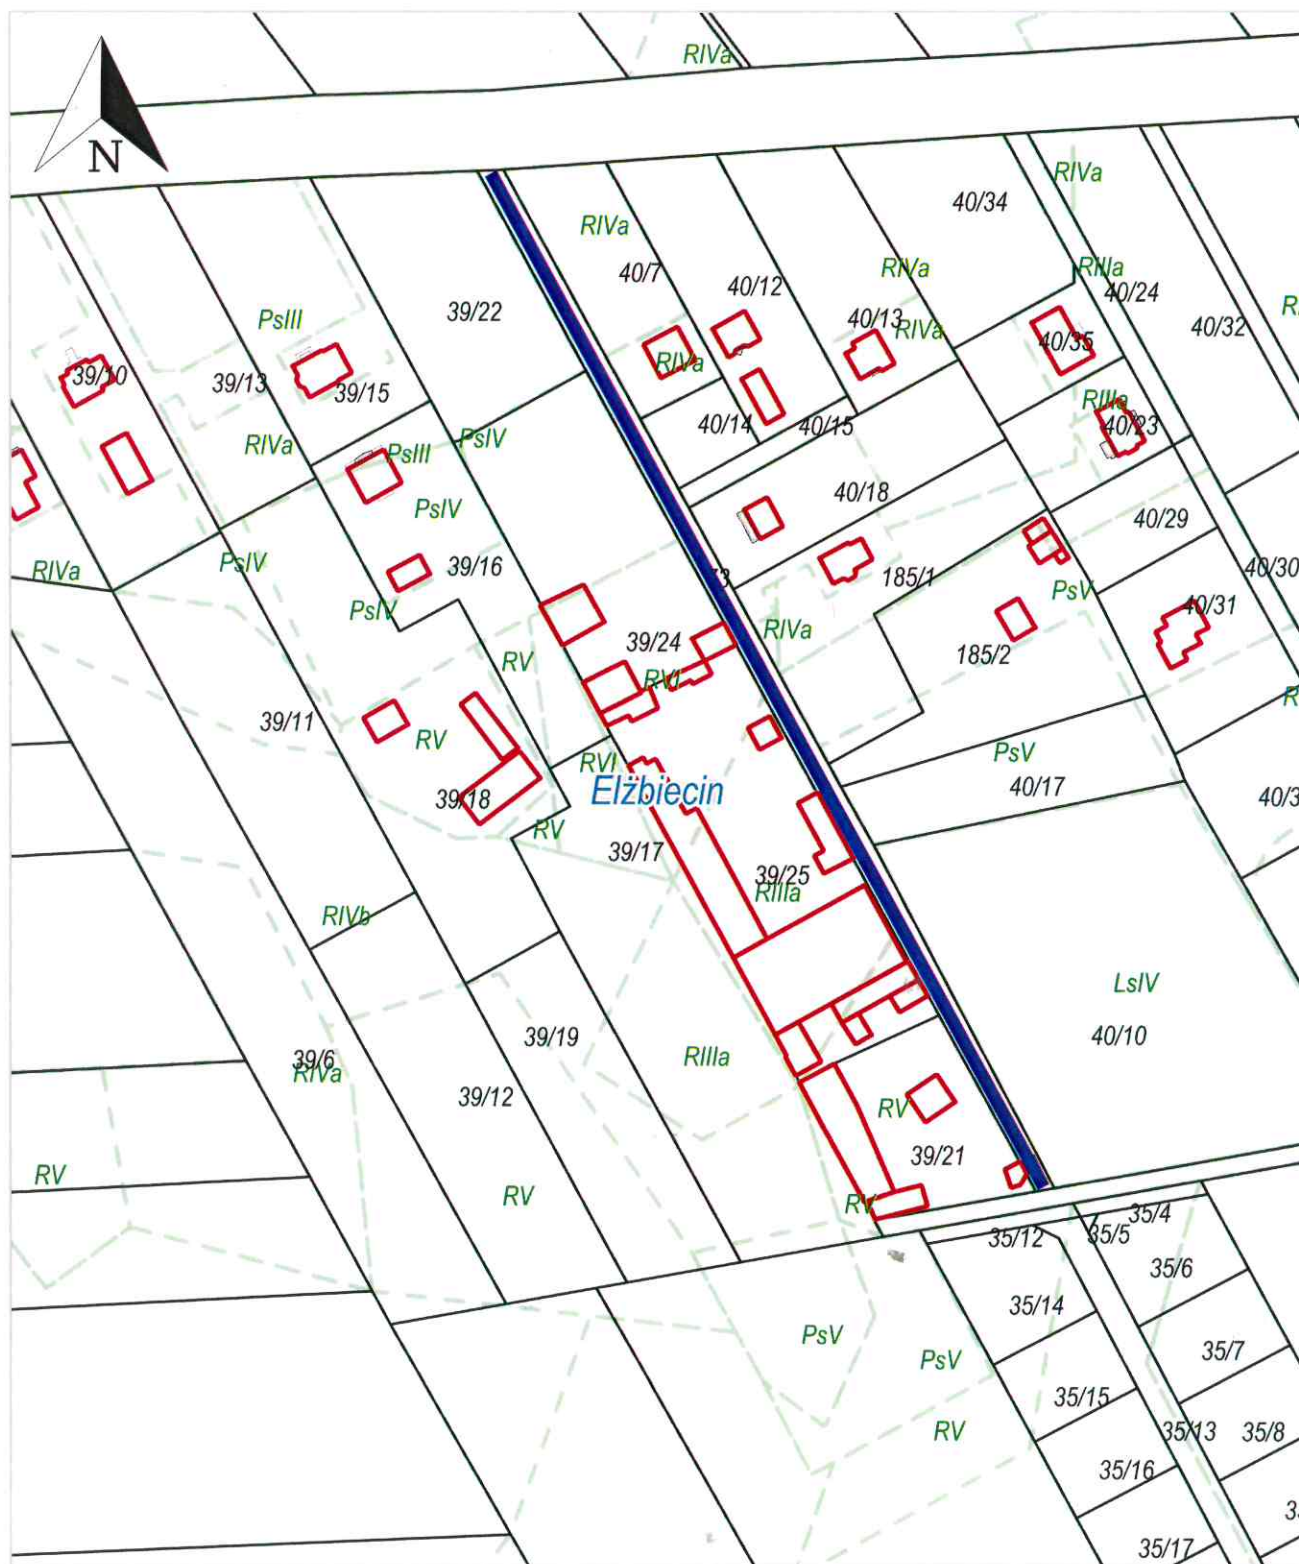 RIVa
N
RIVa
40/34
RIVa
40/7
40/12
RIVa
RIIIa
40/24
PsIII
39/22
40/13
RIVa
40/32
40/35
RIVa
39/10
39/13
39/15
RIIIa
40/14
40/15
40/23
RIVa
PsIII
PsIV
PsIV
40/18
40/29
RIVa
PsIV
39/16
185/1
PsV
40/30
PsIV
40/31
RIVa
39/24
RV
RVI
185/2
39/11
RV
RVI
PsV
Elżbiecin
40/17
39/18
RV
39/17
39/25
RIIIa
RIVb
LsIV
39/19
40/10
39/6
RIVa
RIIIa
39/12
RV
39/21
RV
RV
RV
35/4
35/12
35/5
35/6
35/14
PsV
35/7
PsV
35/15
RV
35/13
35/8
35/16
35/17